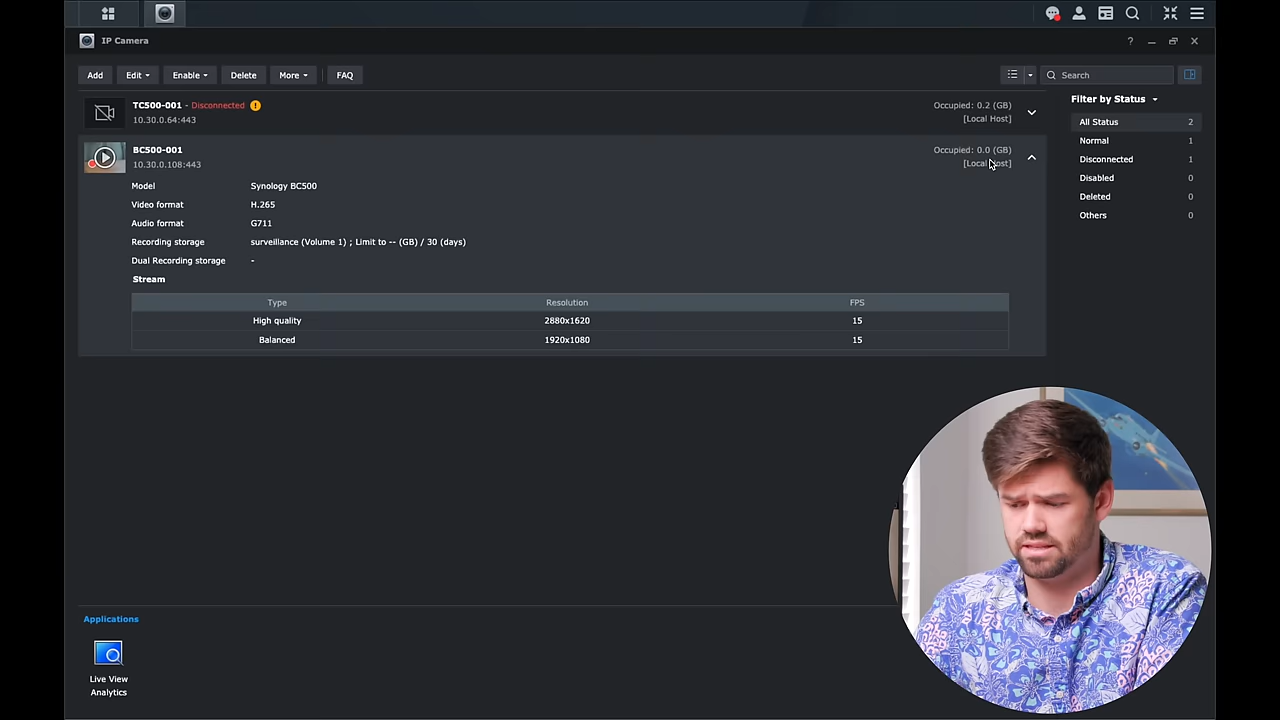 IP Camera
Add Edit Enable Delete More FAQ Search
TC500-001 - Disconnected
10.30.0.64:443
Occupied: 0.2 (GB)
[Local Host]
BC500-001
10.30.0.108:443
Occupied: 0.0 (GB)
[Local Host]
Model Synology BC500
Video format H.265
Audio format G711
Recording storage surveillance (Volume 1) ; Limit to -- (GB) / 30 (days)
Dual Recording storage -
Stream
Type Resolution FPS
High quality 2880x1620 15
Balanced 1920x1080 15
Filter by Status
All Status 2
Normal 1
Disconnected 1
Disabled 0
Deleted 0
Others 0
Applications
Live View
Analytics